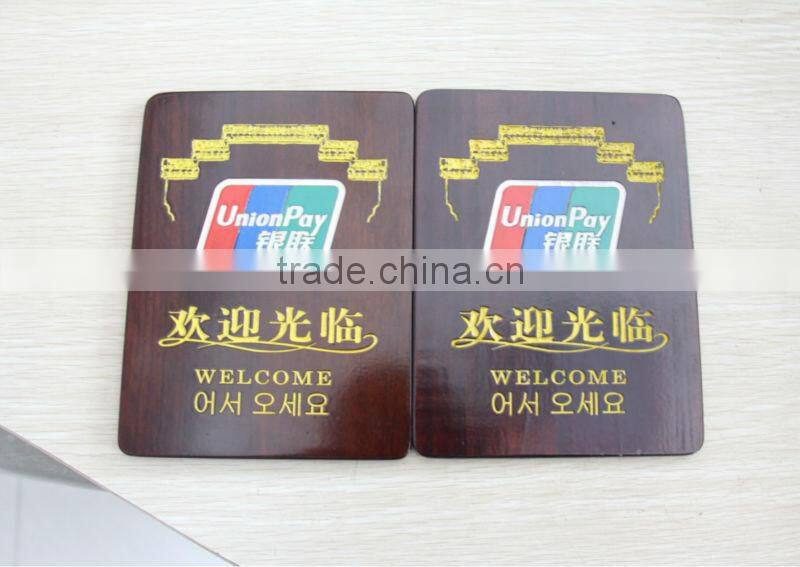 UnionPay
银联
欢迎光临
WELCOME
어서 오세요
UnionPay
银联
欢迎光临
WELCOME
어서 오세요
trade.china.cn